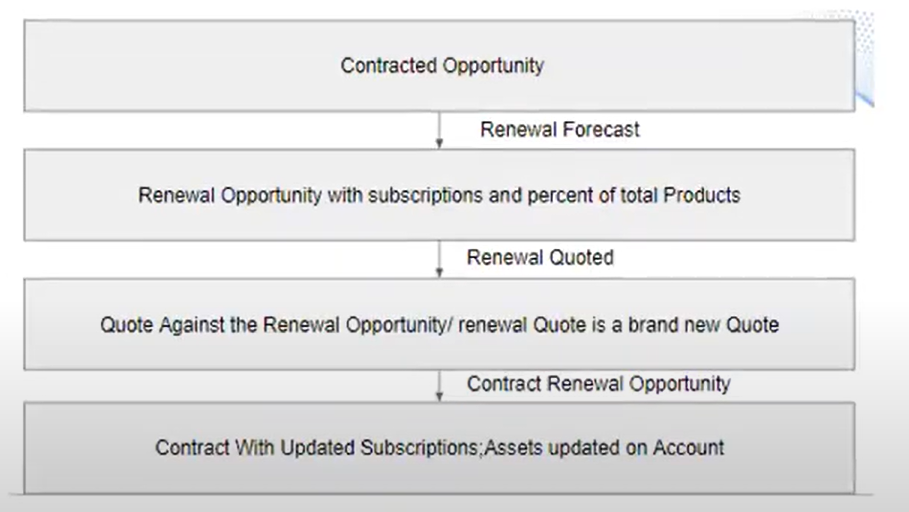 Contracted Opportunity
Renewal Forecast
Renewal Opportunity with subscriptions and percent of total Products
Renewal Quoted
Quote Against the Renewal Opportunity/ renewal Quote is a brand new Quote
Contract Renewal Opportunity
Contract With Updated Subscriptions;Assets updated on Account